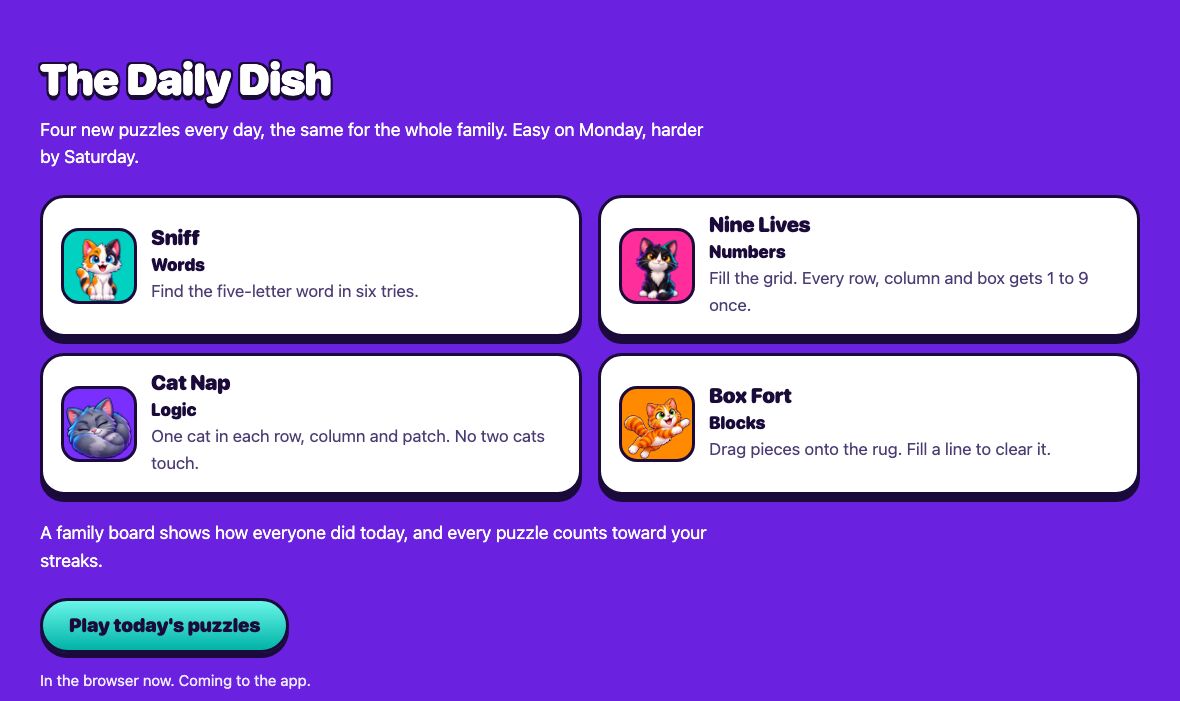 The Daily Dish
Four new puzzles every day, the same for the whole family. Easy on Monday, harder
by Saturday.
Sniff
Words
Find the five-letter word in six tries.
Nine Lives
Numbers
Fill the grid. Every row, column and box gets 1 to 9
once.
Cat Nap
Logic
One cat in each row, column and patch. No two cats
touch.
Box Fort
Blocks
Drag pieces onto the rug. Fill a line to clear it.
A family board shows how everyone did today, and every puzzle counts toward your
streaks.
Play today's puzzles
In the browser now. Coming to the app.